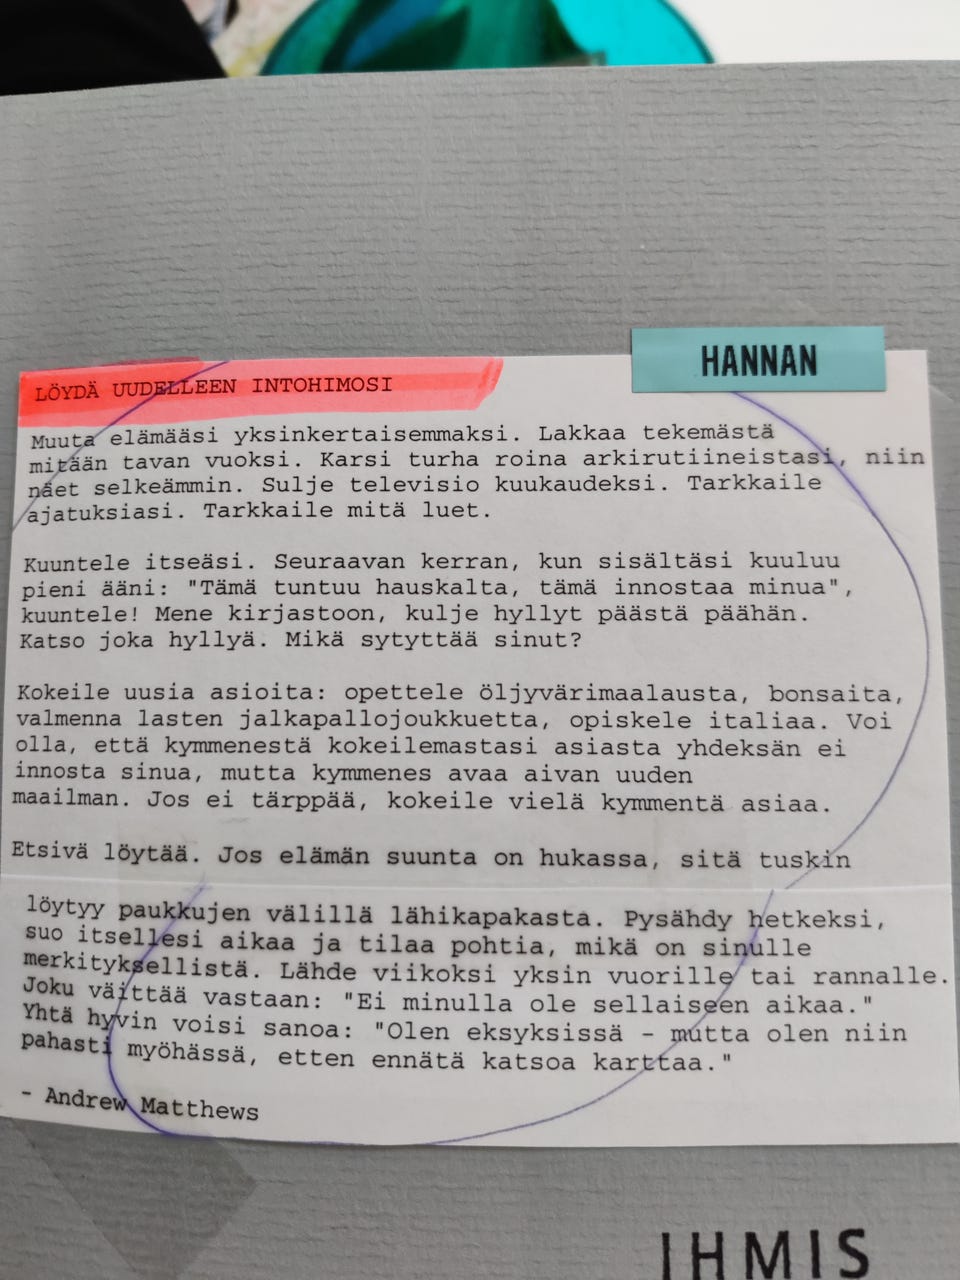 HANNAN
LÖYDÄ UUDELLEEN INTOHIMOSI
Muuta elämääsi yksinkertaisemmaksi. Lakkaa tekemästä
mitään tavan vuoksi. Karsi turha roina arkirutiineistasi, niin
näet selkeämmin. Sulje televisio kuukaudeksi. Tarkkaile
ajatuksiasi. Tarkkaile mitä luet.
Kuuntele itseäsi. Seuraavan kerran, kun sisältäsi kuuluu
pieni ääni: "Tämä tuntuu hauskalta, tämä innostaa minua",
kuuntele! Mene kirjastoon, kulje hyllyt päästä päähän.
Katso joka hyllyä. Mikä sytyttää sinut?
Kokeile uusia asioita: opettele öljyvärimaalausta, bonsaita,
valmenna lasten jalkapallojoukkuetta, opiskele italiaa. Voi
olla, että kymmenestä kokeilemastasi asiasta yhdeksän ei
innosta sinua, mutta kymmenes avaa aivan uuden
maailman. Jos ei tärppää, kokeile vielä kymmentä asiaa.
Etsivä löytää. Jos elämän suunta on hukassa, sitä tuskin
löytyy paukkujen välillä lähikapakasta. Pysähdy hetkeksi,
suo itsellesi aikaa ja tilaa pohtia, mikä on sinulle
merkityksellistä. Lähde viikoksi yksin vuorille tai rannalle.
Joku väittää vastaan: "Ei minulla ole sellaiseen aikaa."
Yhtä hyvin voisi sanoa: "Olen eksyksissä - mutta olen niin
pahasti myöhässä, etten ennätä katsoa karttaa."
- Andrew Matthews
IHMIS